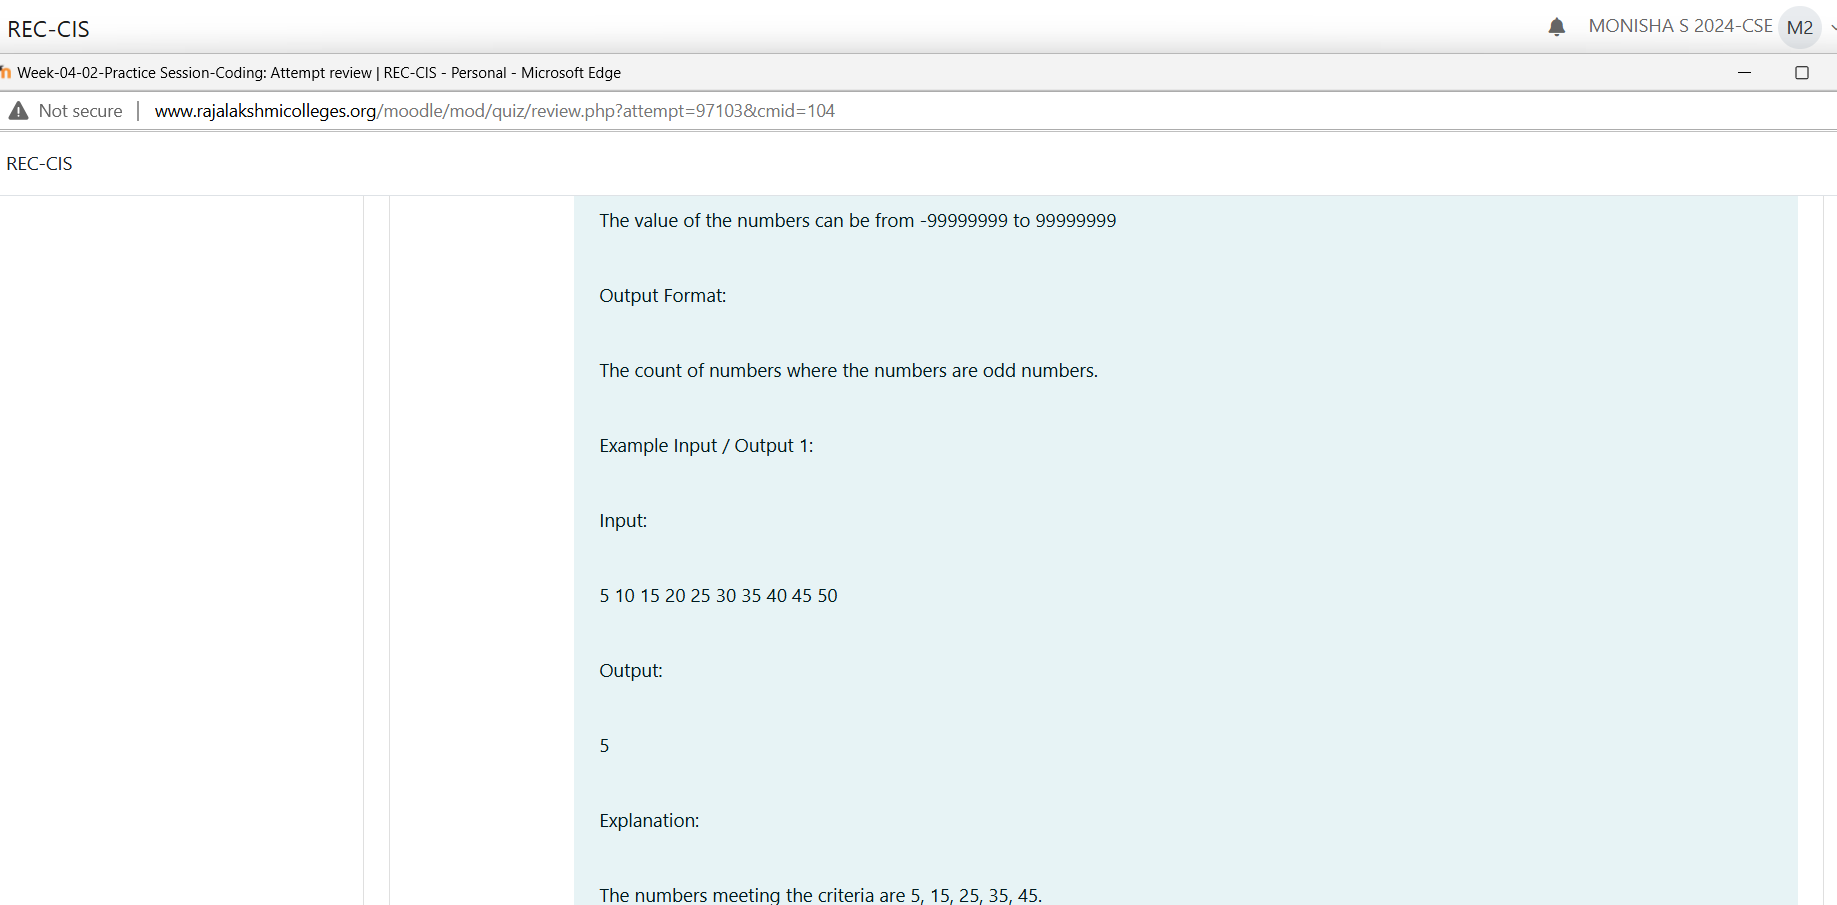 REC-CIS
MONISHA S 2024-CSE M2
Week-04-02-Practice Session-Coding: Attempt review | REC-CIS - Personal - Microsoft Edge
Not secure | www.rajalakshmicolleges.org/moodle/mod/quiz/review.php?attempt=97103&cmid=104
REC-CIS
The value of the numbers can be from -99999999 to 99999999
Output Format:
The count of numbers where the numbers are odd numbers.
Example Input / Output 1:
Input:
5 10 15 20 25 30 35 40 45 50
Output:
5
Explanation:
The numbers meeting the criteria are 5, 15, 25, 35, 45.